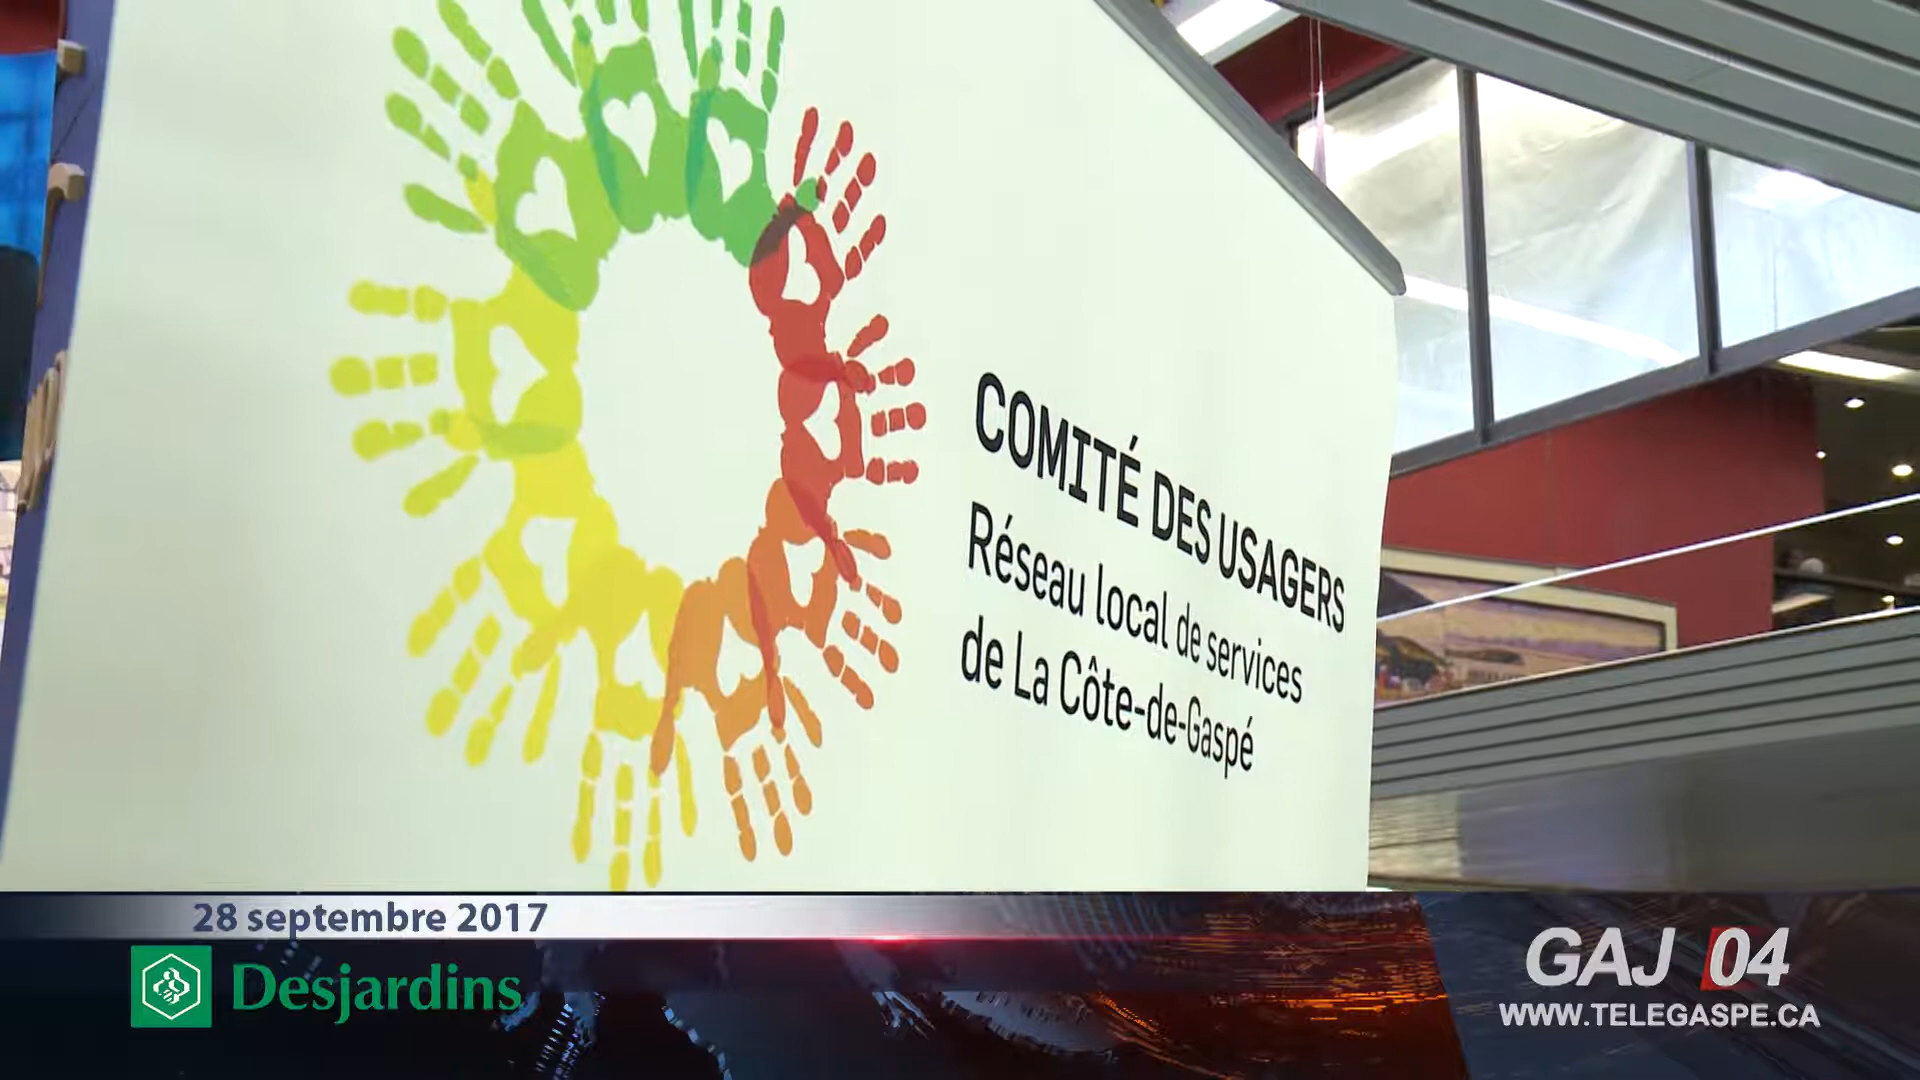 COMITÉ DES USAGERS
Réseau local de services
de La Côte-de-Gaspé
28 septembre 2017
Desjardins
GAJ 04
WWW.TELEGASPE.CA